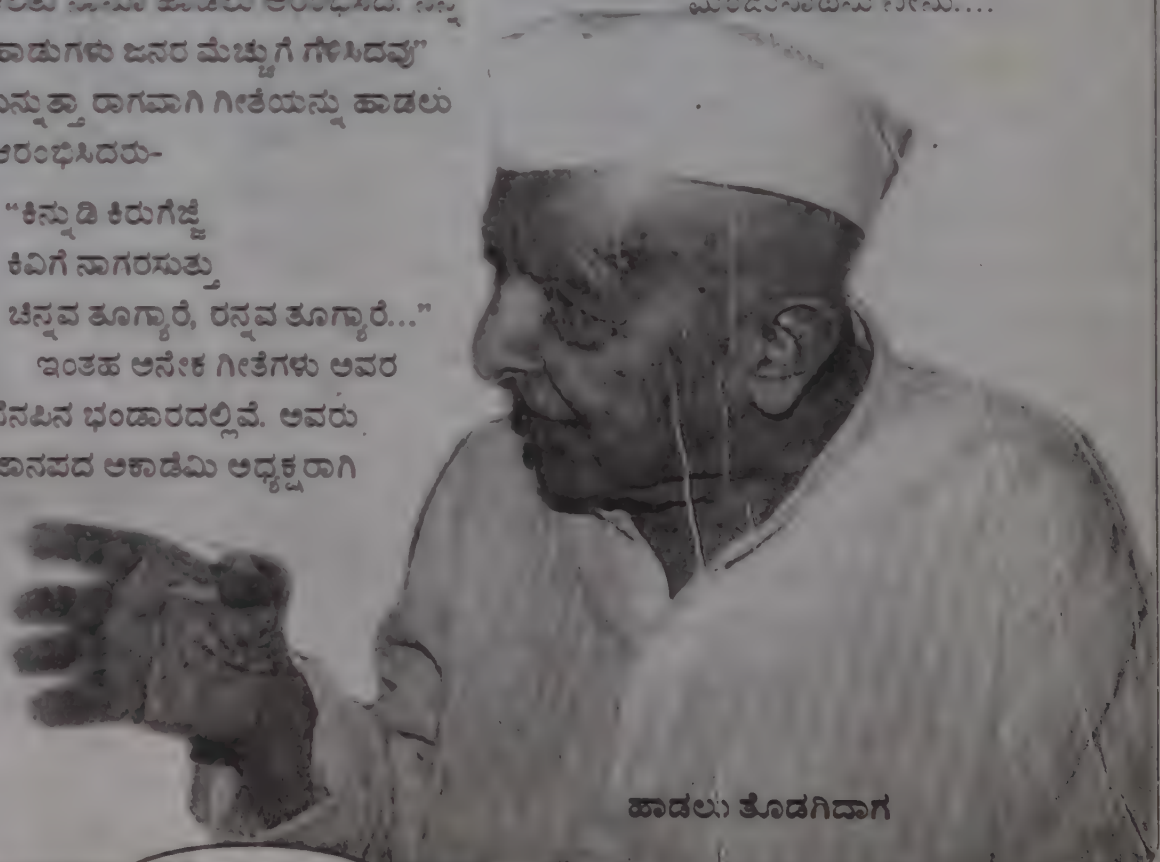 ಹಾಡಲು
ಹಾಡುಗಳು ಜನರ ಮೆಚ್ಚುಗೆ ಗಳಿಸಿದವು”
ಎನ್ನುತ್ತಾ ರಾಗವಾಗಿ ಗೀತೆಯನ್ನು ಹಾಡಲು
ಆರಂಭಿಸಿದರು-
“ಕಿನ್ನುಡಿ ಕಿರುಗೆಜ್ಜೆ
ಕಿವಿಗೆ ನಾಗರಸುತ್ತು
ಚಿನ್ನವ ತೂಗ್ಯಾರೆ, ರನ್ನವ ತೂಗ್ಯಾರೆ...”
ಇಂತಹ ಅನೇಕ ಗೀತೆಗಳು ಅವರ
ನೆನಪಿನ ಭಂಡಾರದಲ್ಲಿವೆ. ಅವರು
ಜಾನಪದ ಅಕಾಡೆಮಿ ಅಧ್ಯಕ್ಷರಾಗಿ
ಹಾಡಲು ತೊಡಗಿದಾಗ